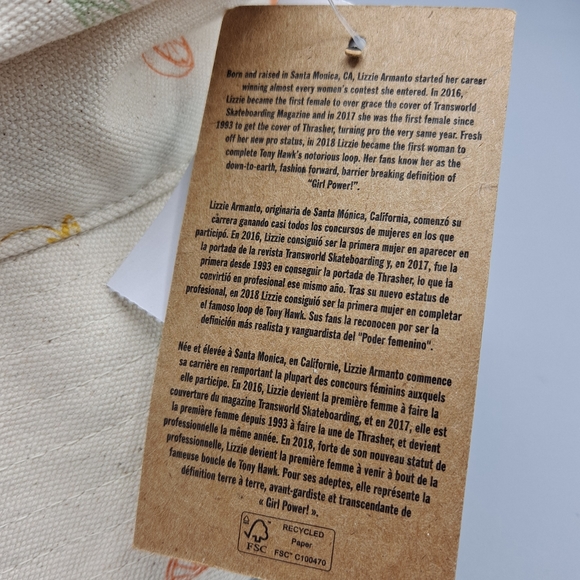 Born and raised in Santa Monica, CA, Lizzie Armanto started her career
winning almost every women's contest she entered. In 2016,
Lizzie became the first female to ever grace the cover of Transworld
Skateboarding Magazine and in 2017 she was the first female since
1993 to get the cover of Thrasher, turning pro the very same year. Fresh
off her new pro status, in 2018 Lizzie became the first woman to
complete Tony Hawk's notorious loop. Her fans know her as the
down-to-earth, fashion forward, barrier breaking definition of
"Girl Power!".
Lizzie Armanto, originaria de Santa Mónica, California, comenzó su
carrera ganando casi todos los concursos de mujeres en los que
participó. En 2016, Lizzie consiguió ser la primera mujer en aparecer en
la portada de la revista Transworld Skateboarding y, en 2017, fue la
primera desde 1993 en conseguir la portada de Thrasher, lo que la
convirtió en profesional ese mismo año. Tras su nuevo estatus de
profesional, en 2018 Lizzie consiguió ser la primera mujer en completar
el famoso loop de Tony Hawk. Sus fans la reconocen por ser la
definición más realista y vanguardista del "Poder femenino".
Née et élevée à Santa Monica, en Californie, Lizzie Armanto commence
sa carrière en remportant la plupart des concours féminins auxquels
elle participe. En 2016, Lizzie devient la première femme à faire la
couverture du magazine Transworld Skateboarding, et en 2017, elle est
la première femme depuis 1993 à faire la une de Thrasher, et devient
professionnelle la même année. En 2018, forte de son nouveau statut de
professionnelle, Lizzie devient la première femme à venir à bout de la
fameuse boucle de Tony Hawk. Pour ses adeptes, elle représente la
définition terre à terre, avant-gardiste et transcendante de
« Girl Power! ».
RECYCLED
Paper
FSC® C100470
FSC